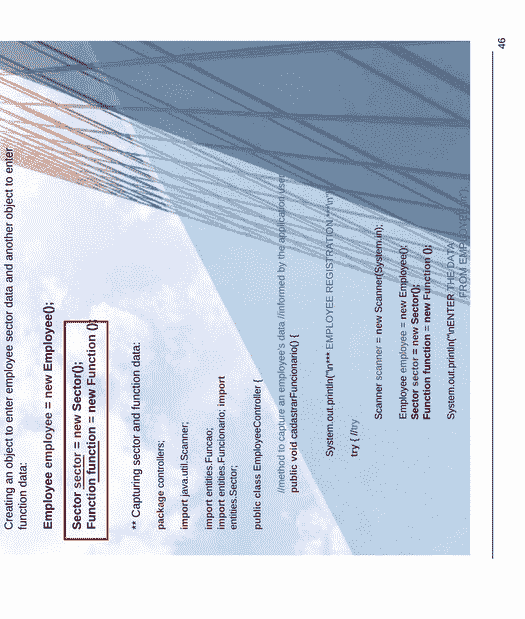 46
Creating an object to enter employee sector data and another object to enter
function data:
Employee employee = new Employee();
Sector sector = new Sector();
Function function = new Function ();
** Capturing sector and function data:
package controllers;
import java.util.Scanner;
import entities.Funcao;
import entities.Funcionario; import
entities.Sector;
public class EmployeeController {
//method to capture an employee's data //informed by the application user
public void cadastrarFuncionario() {
System.out.println("\n*** EMPLOYEE REGISTRATION ***\n");
try { //try
Scanner scanner = new Scanner(System.in);
Employee employee = new Employee();
Sector sector = new Sector();
Function function = new Function ();
System.out.println("\nENTER THE DATA
FROM EMPLOYEE:\n");